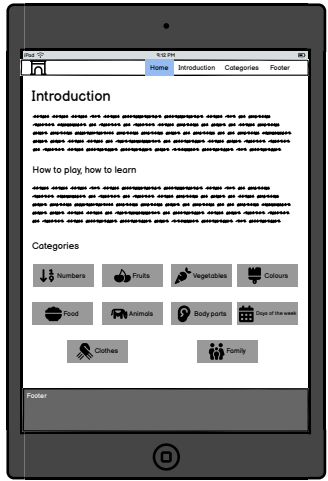 iPad 9:12 PM
Home Introduction Categories Footer
Introduction
How to play, how to learn
Categories
Numbers Fruits Vegetables Colours
Food Animals Body parts Days of the week
Clothes Family
Footer